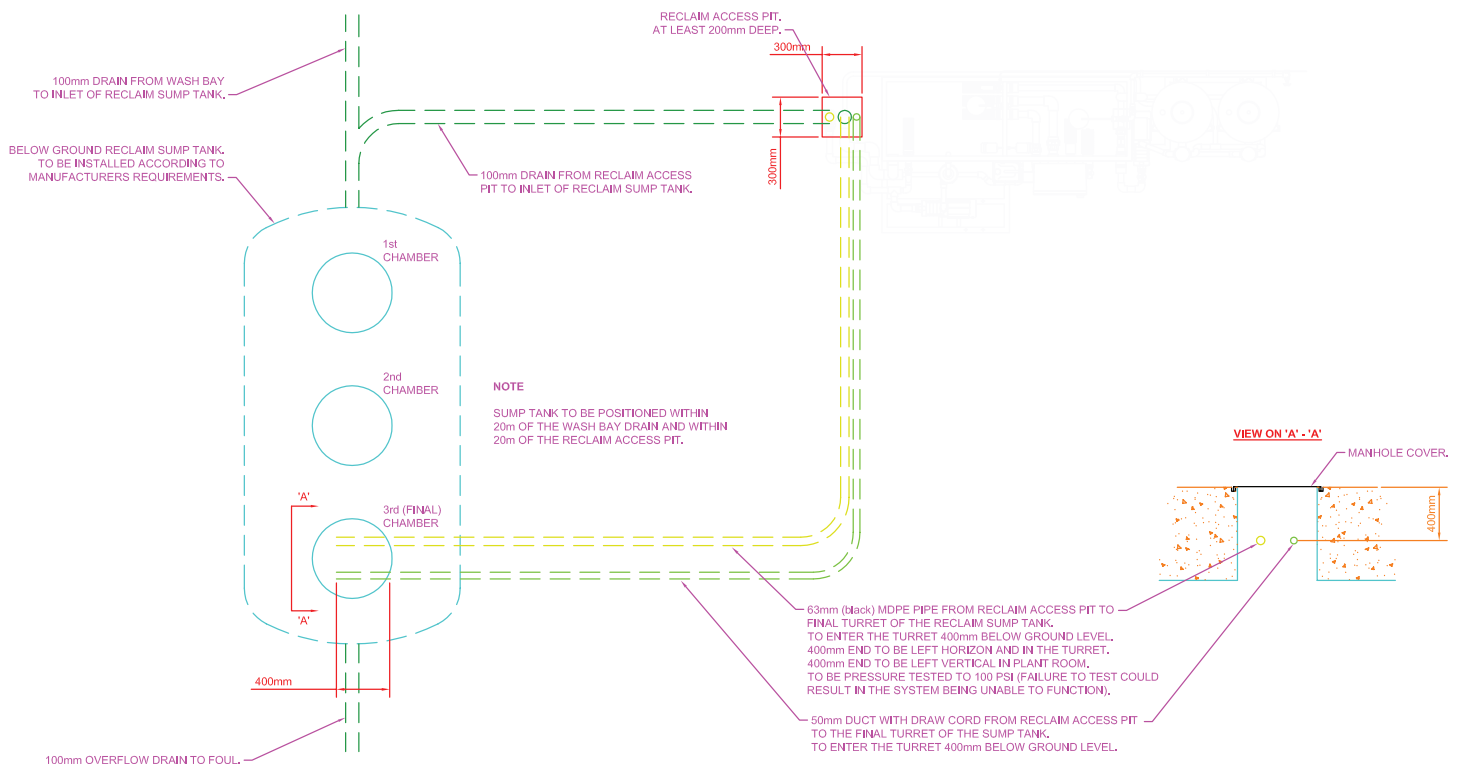 RECLAIM ACCESS PIT.
AT LEAST 200mm DEEP.
300mm
100mm DRAIN FROM WASH BAY
TO INLET OF RECLAIM SUMP TANK.
BELOW GROUND RECLAIM SUMP TANK.
TO BE INSTALLED ACCORDING TO
MANUFACTURERS REQUIREMENTS.
300mm
100mm DRAIN FROM RECLAIM ACCESS
PIT TO INLET OF RECLAIM SUMP TANK.
1st
CHAMBER
2nd
CHAMBER
NOTE
SUMP TANK TO BE POSITIONED WITHIN
20m OF THE WASH BAY DRAIN AND WITHIN
20m OF THE RECLAIM ACCESS PIT.
VIEW ON 'A' - 'A'
MANHOLE COVER.
400mm
'A'
3rd (FINAL)
CHAMBER
'A'
63mm (black) MDPE PIPE FROM RECLAIM ACCESS PIT TO
FINAL TURRET OF THE RECLAIM SUMP TANK.
TO ENTER THE TURRET 400mm BELOW GROUND LEVEL.
400mm END TO BE LEFT HORIZON AND IN THE TURRET.
400mm END TO BE LEFT VERTICAL IN PLANT ROOM.
TO BE PRESSURE TESTED TO 100 PSI (FAILURE TO TEST COULD
RESULT IN THE SYSTEM BEING UNABLE TO FUNCTION).
400mm
50mm DUCT WITH DRAW CORD FROM RECLAIM ACCESS PIT
TO THE FINAL TURRET OF THE SUMP TANK.
TO ENTER THE TURRET 400mm BELOW GROUND LEVEL.
100mm OVERFLOW DRAIN TO FOUL.